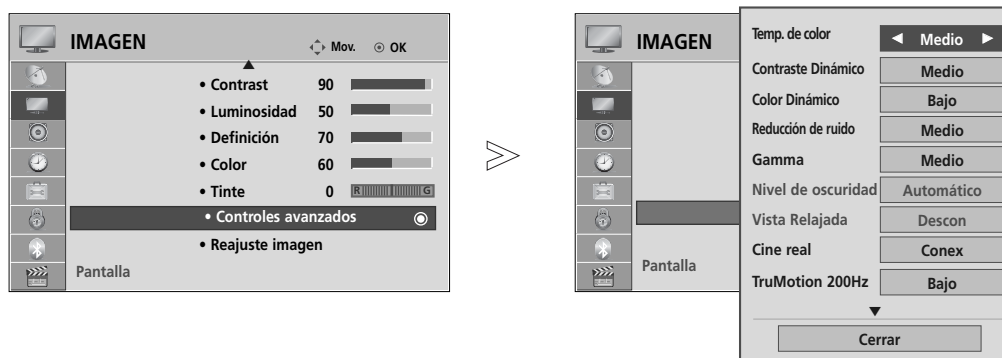 IMAGEN
Mov.
OK
• Contrast 90
• Luminosidad 50
• Definición 70
• Color 60
• Tinte 0 R G
• Controles avanzados
• Reajuste imagen
Pantalla
IMAGEN
Pantalla
Temp. de color Medio
Contraste Dinámico Medio
Color Dinámico Bajo
Reducción de ruido Medio
Gamma Medio
Nivel de oscuridad Automático
Vista Relajada Descon
Cine real Conex
TruMotion 200Hz Bajo
Cerrar